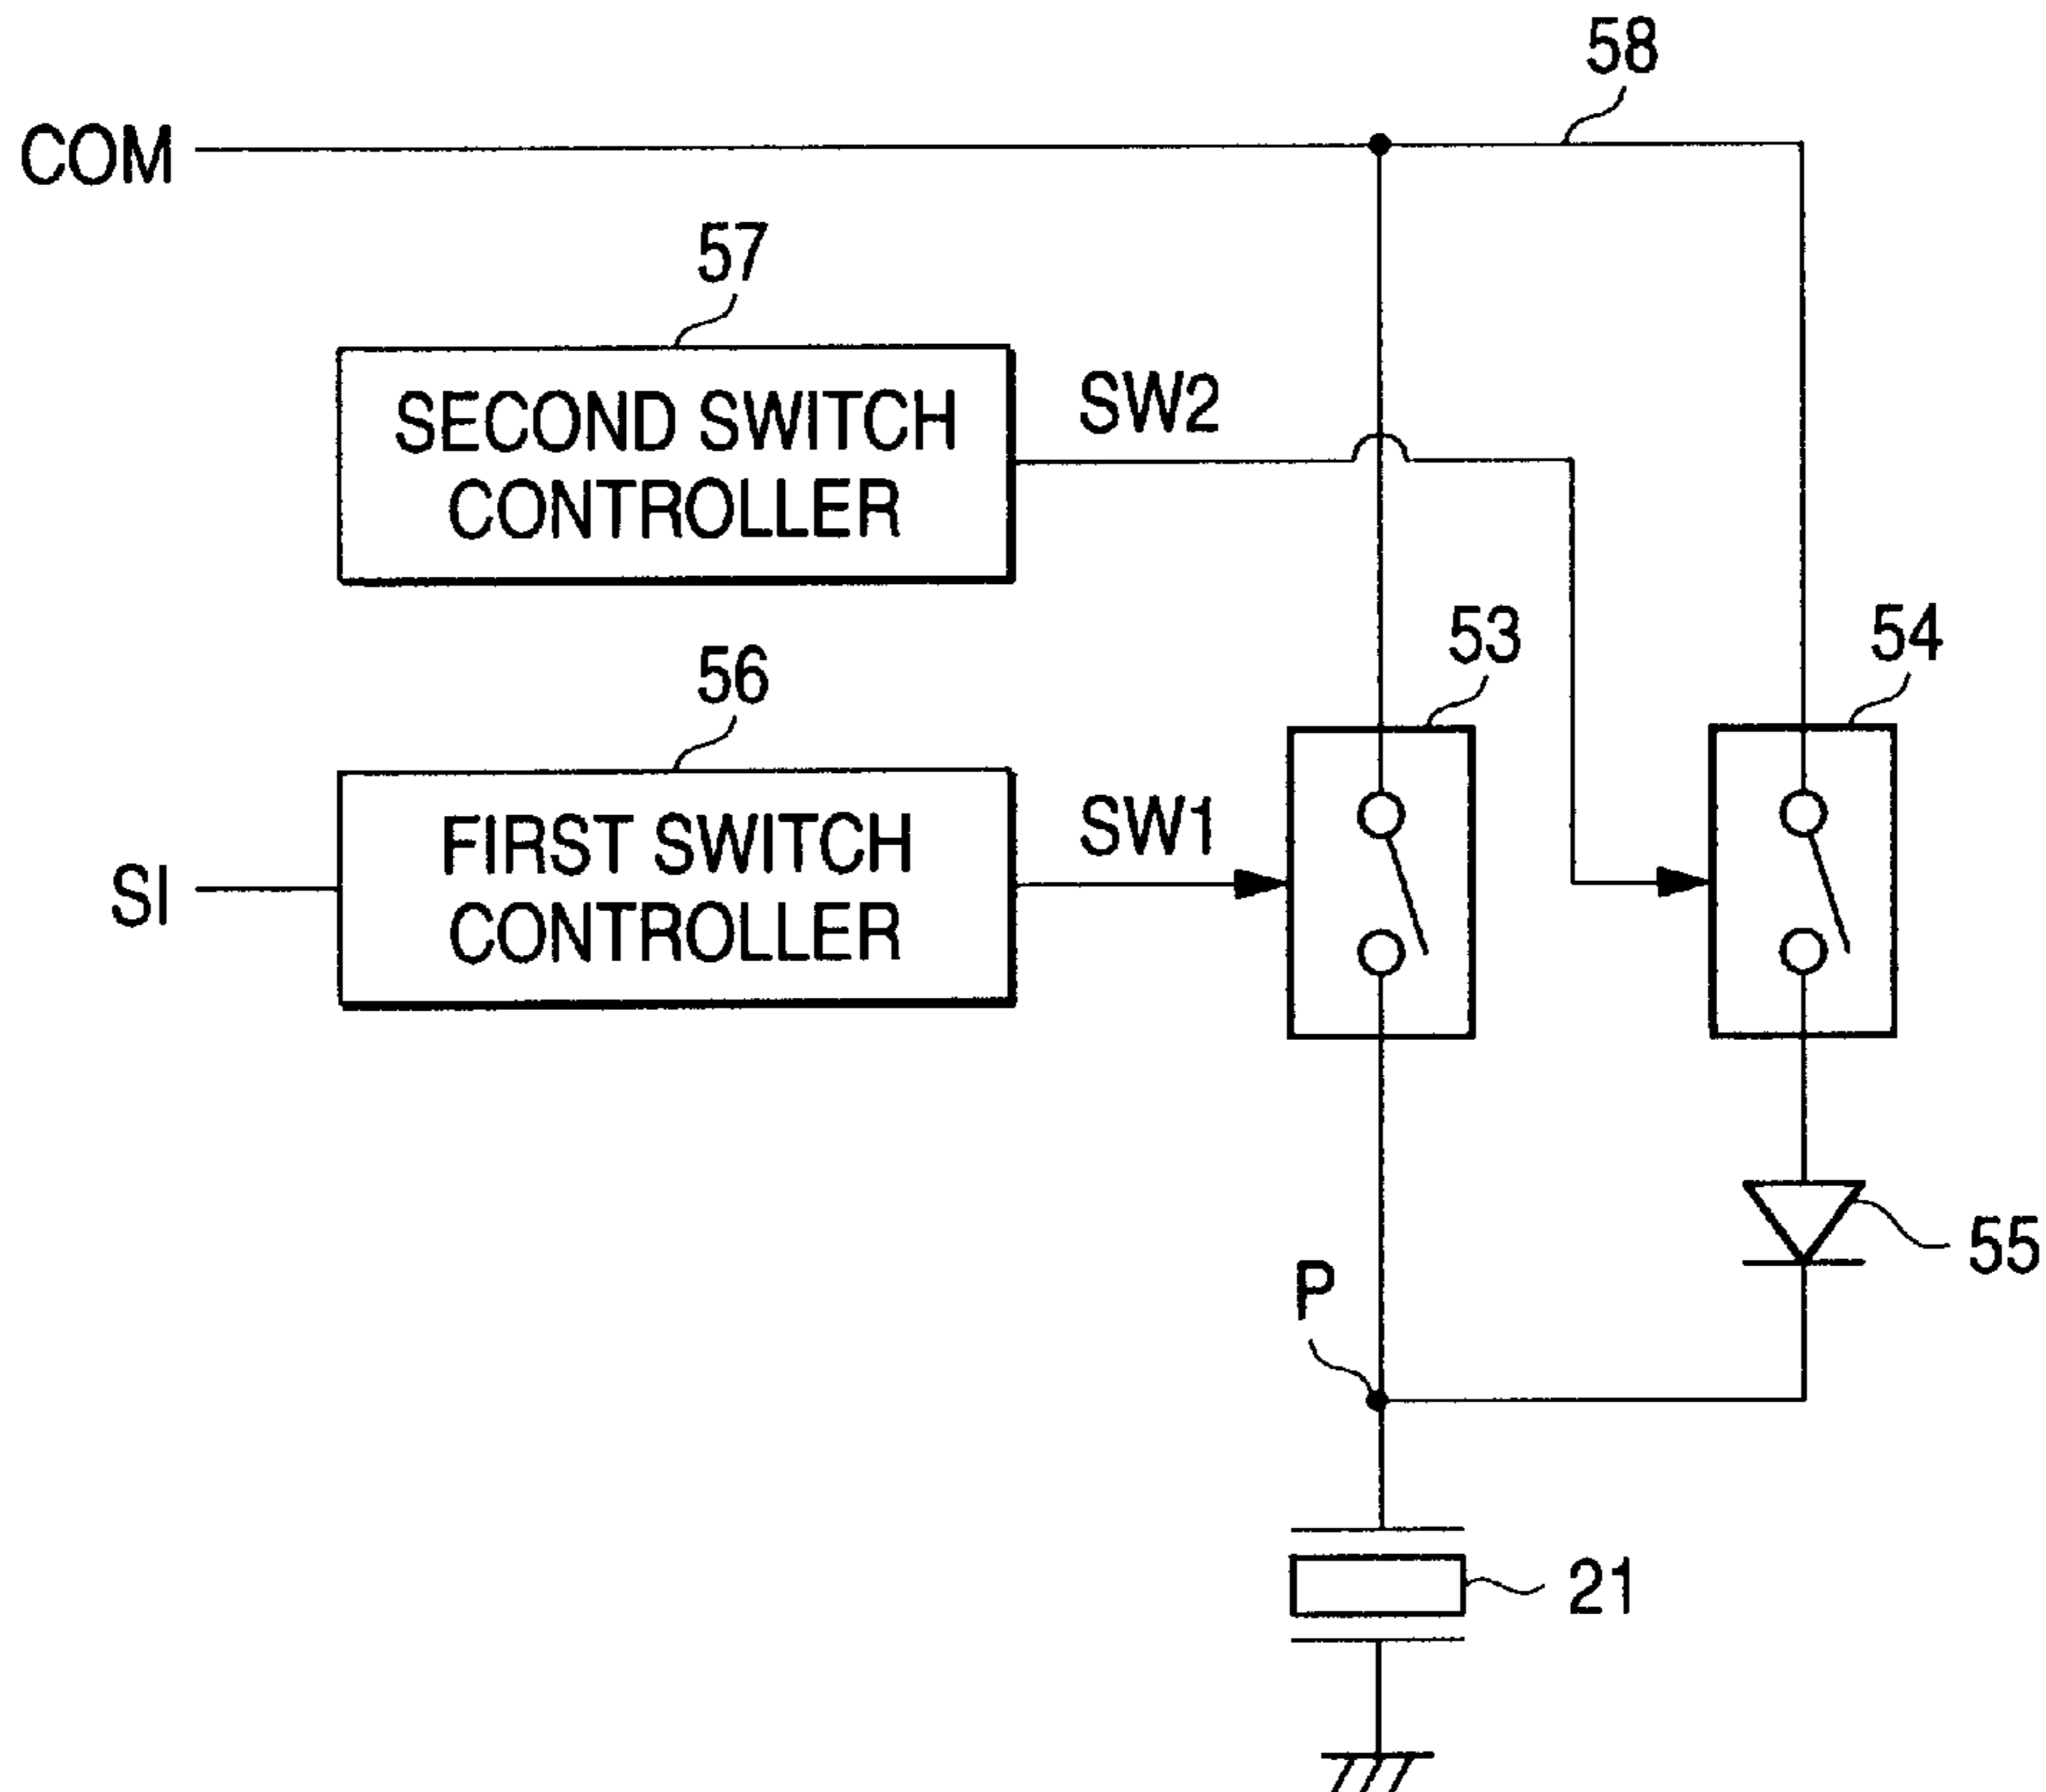 58
COM
57
SECOND SWITCH
CONTROLLER
SW2
53
54
56
FIRST SWITCH
CONTROLLER
SW1
SI
55
P
21